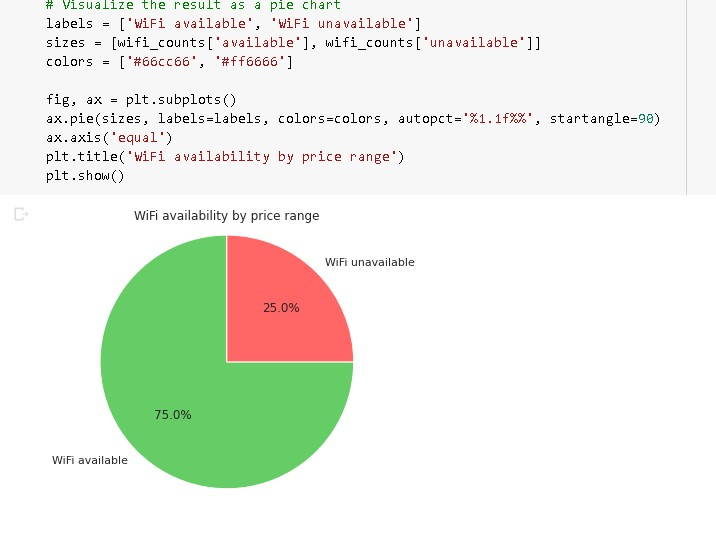 # Visualize the result as a pie chart
labels = ['WiFi available', 'WiFi unavailable']
sizes = [wifi_counts['available'], wifi_counts['unavailable']]
colors = ['#66cc66', '#ff6666']
fig, ax = plt.subplots()
ax.pie(sizes, labels=labels, colors=colors, autopct='%1.1f%%', startangle=90)
ax.axis('equal')
plt.title('WiFi availability by price range')
plt.show()
WiFi availability by price range
WiFi unavailable
25.0%
75.0%
WiFi available